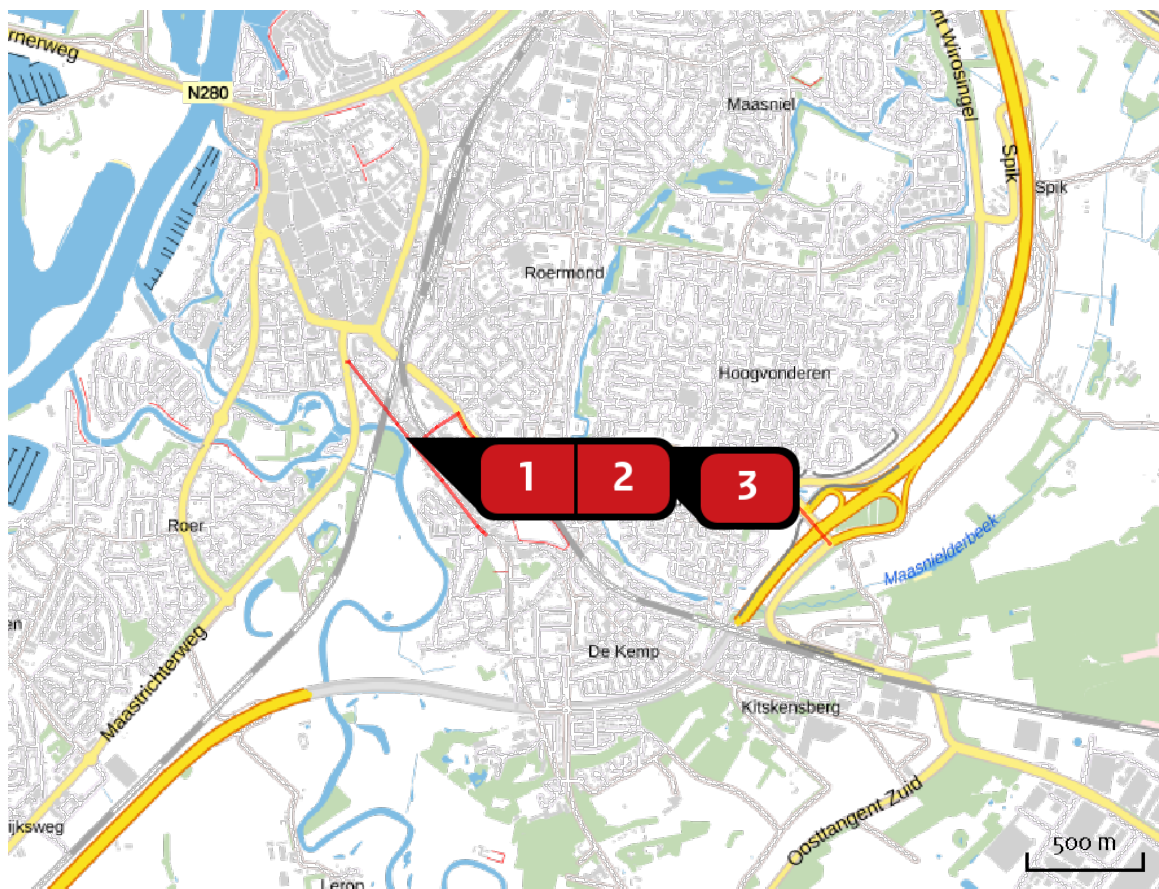 rnerweg
N280
Maasniel
nt Wirosingel
Spik
Spik
Roermond
Hoogvonderen
1
2
3
Roer
Maasnielderbeek
en
De Kemp
Maastrichterweg
Kitskensberg
Oosttangent Zuid
ijksweg
500 m